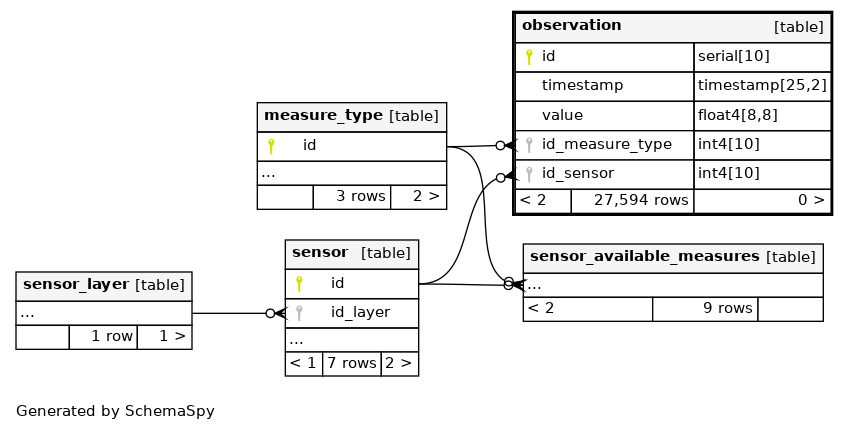 observation [table]
id serial[10]
timestamp timestamp[25,2]
value float4[8,8]
id_measure_type int4[10]
id_sensor int4[10]
< 2 27,594 rows 0 >
measure_type [table]
id
...
3 rows 2 >
sensor [table]
id
id_layer
...
< 1 7 rows 2 >
sensor_available_measures [table]
...
< 2 9 rows
sensor_layer [table]
...
1 row 1 >
Generated by SchemaSpy